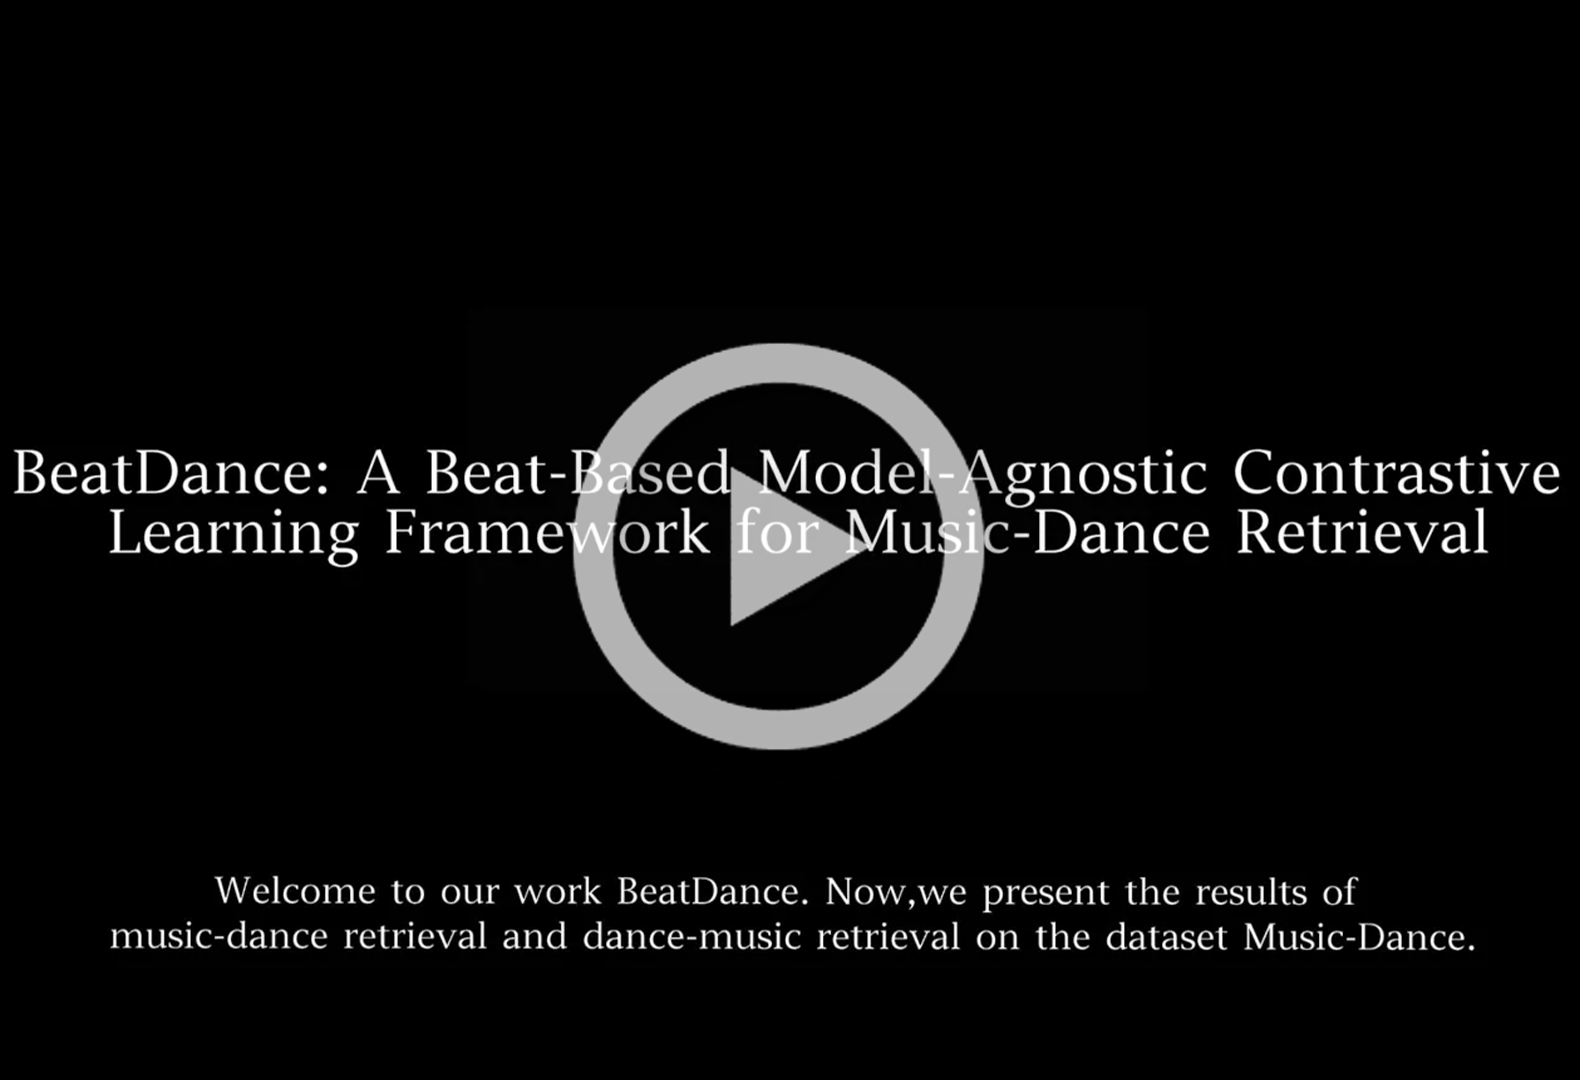 BeatDance: A Beat-Based Model-Agnostic Contrastive
Learning Framework for Music-Dance Retrieval
Welcome to our work BeatDance. Now,we present the results of
music-dance retrieval and dance-music retrieval on the dataset Music-Dance.